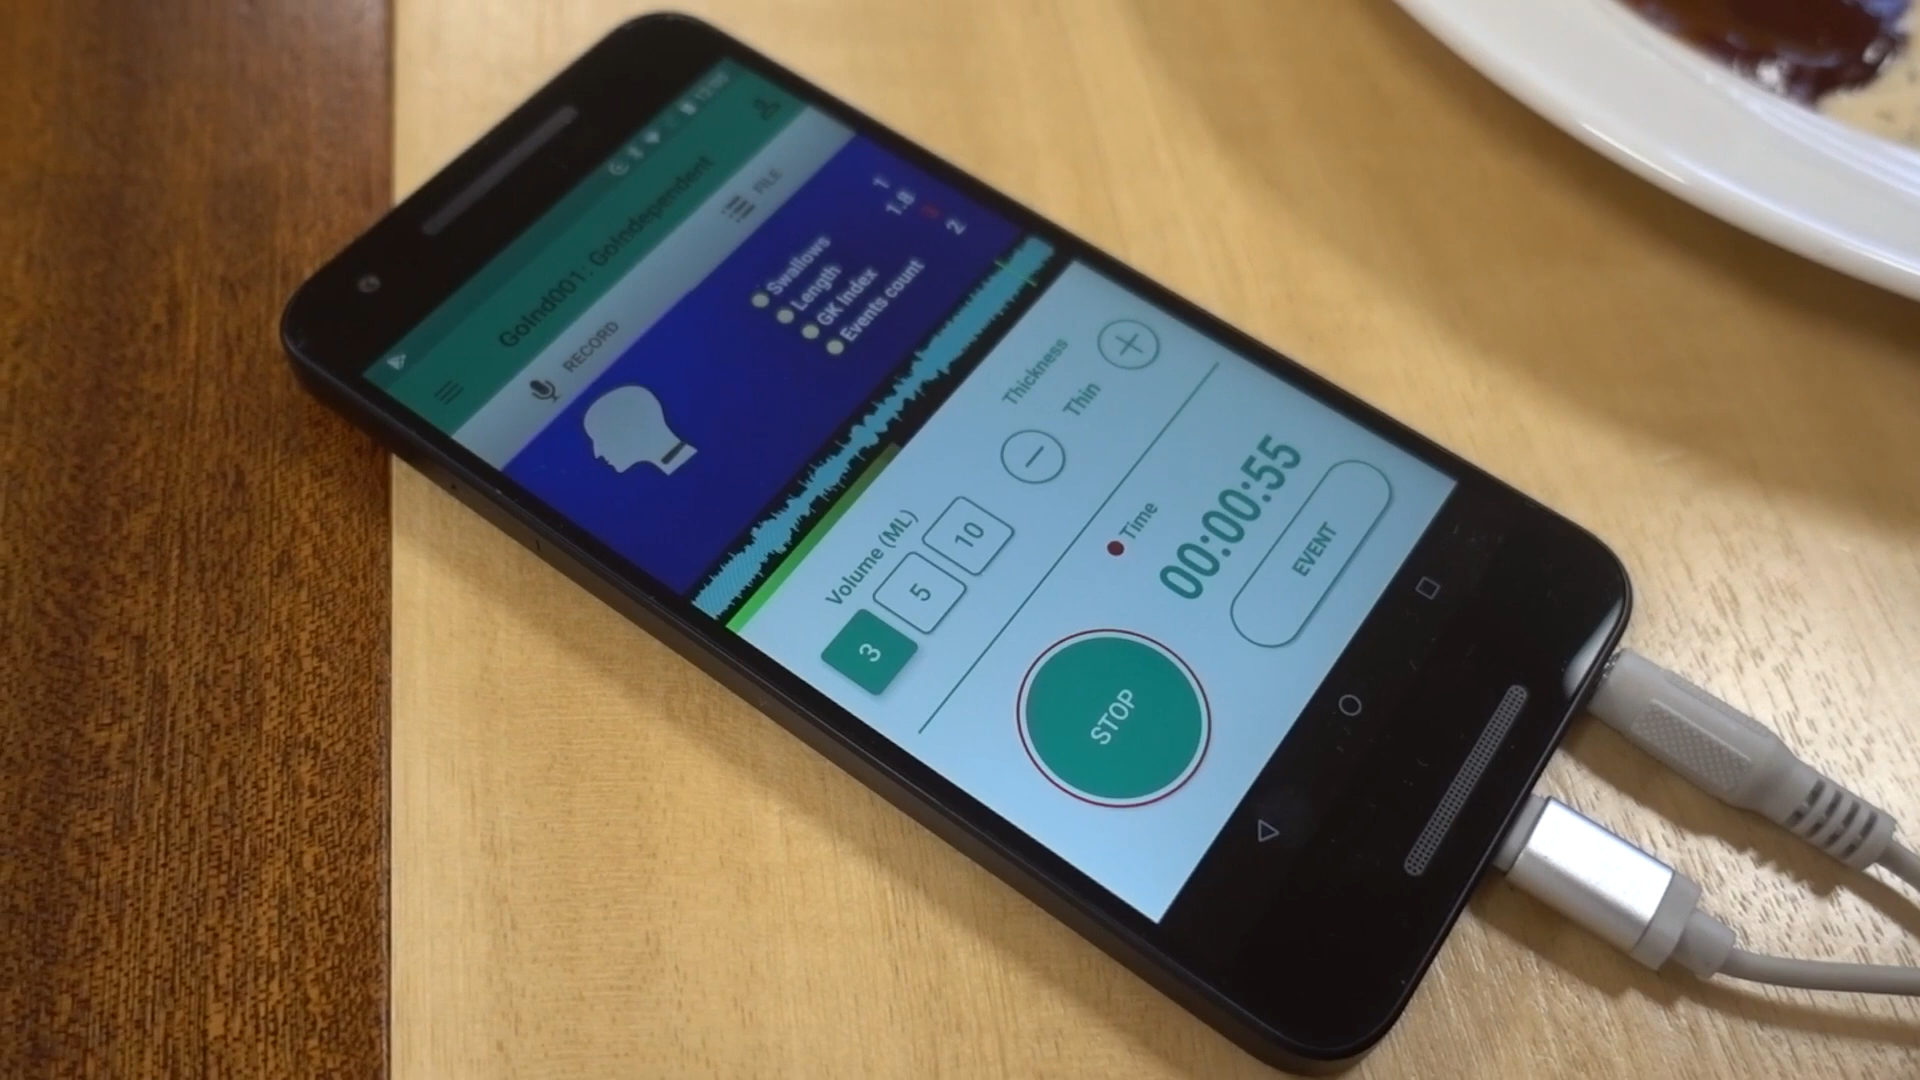 GoInd001: GoIndependent
RECORD
FILE
Swallows 1
Length 1.8
GK Index
Events count 2
Volume (ML)
3
5
10
Thickness
Thin
Time
00:00:55
STOP
EVENT